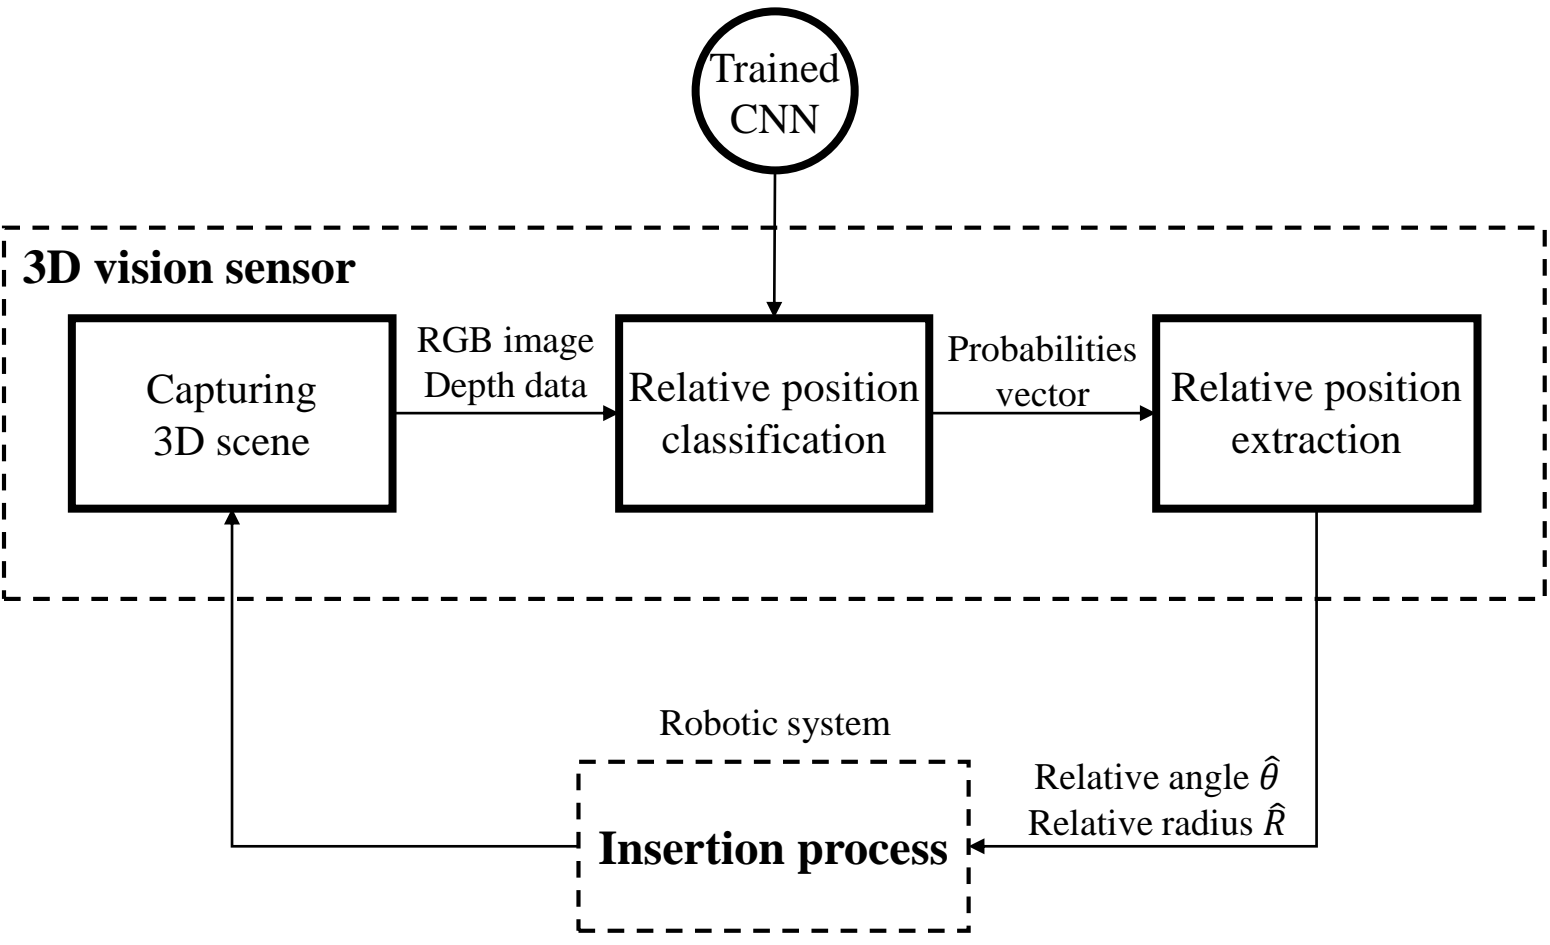 Trained
CNN
3D vision sensor
Capturing
3D scene
RGB image
Depth data
Relative position
classification
Probabilities
vector
Relative position
extraction
Robotic system
Insertion process
Relative angle θ̂
Relative radius R̂